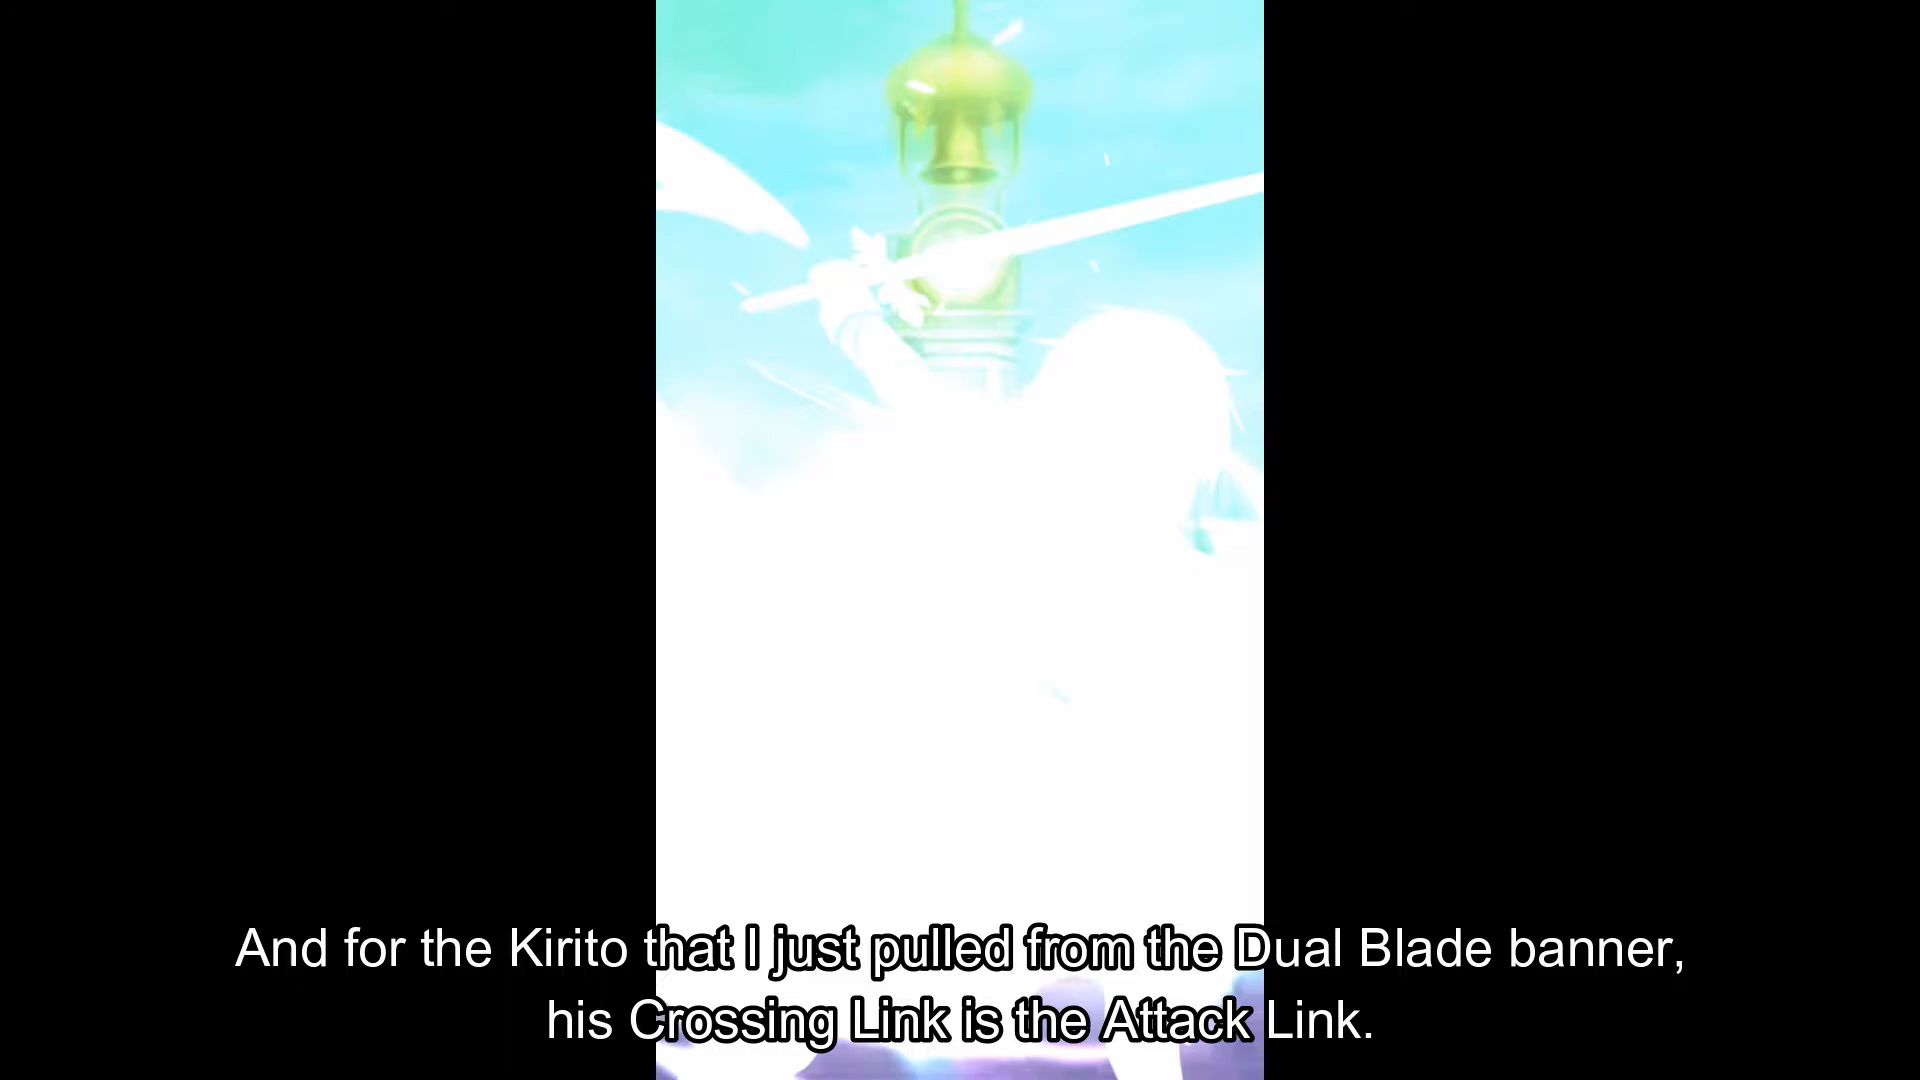 And for the Kirito that I just pulled from the Dual Blade banner,
his Crossing Link is the Attack Link.